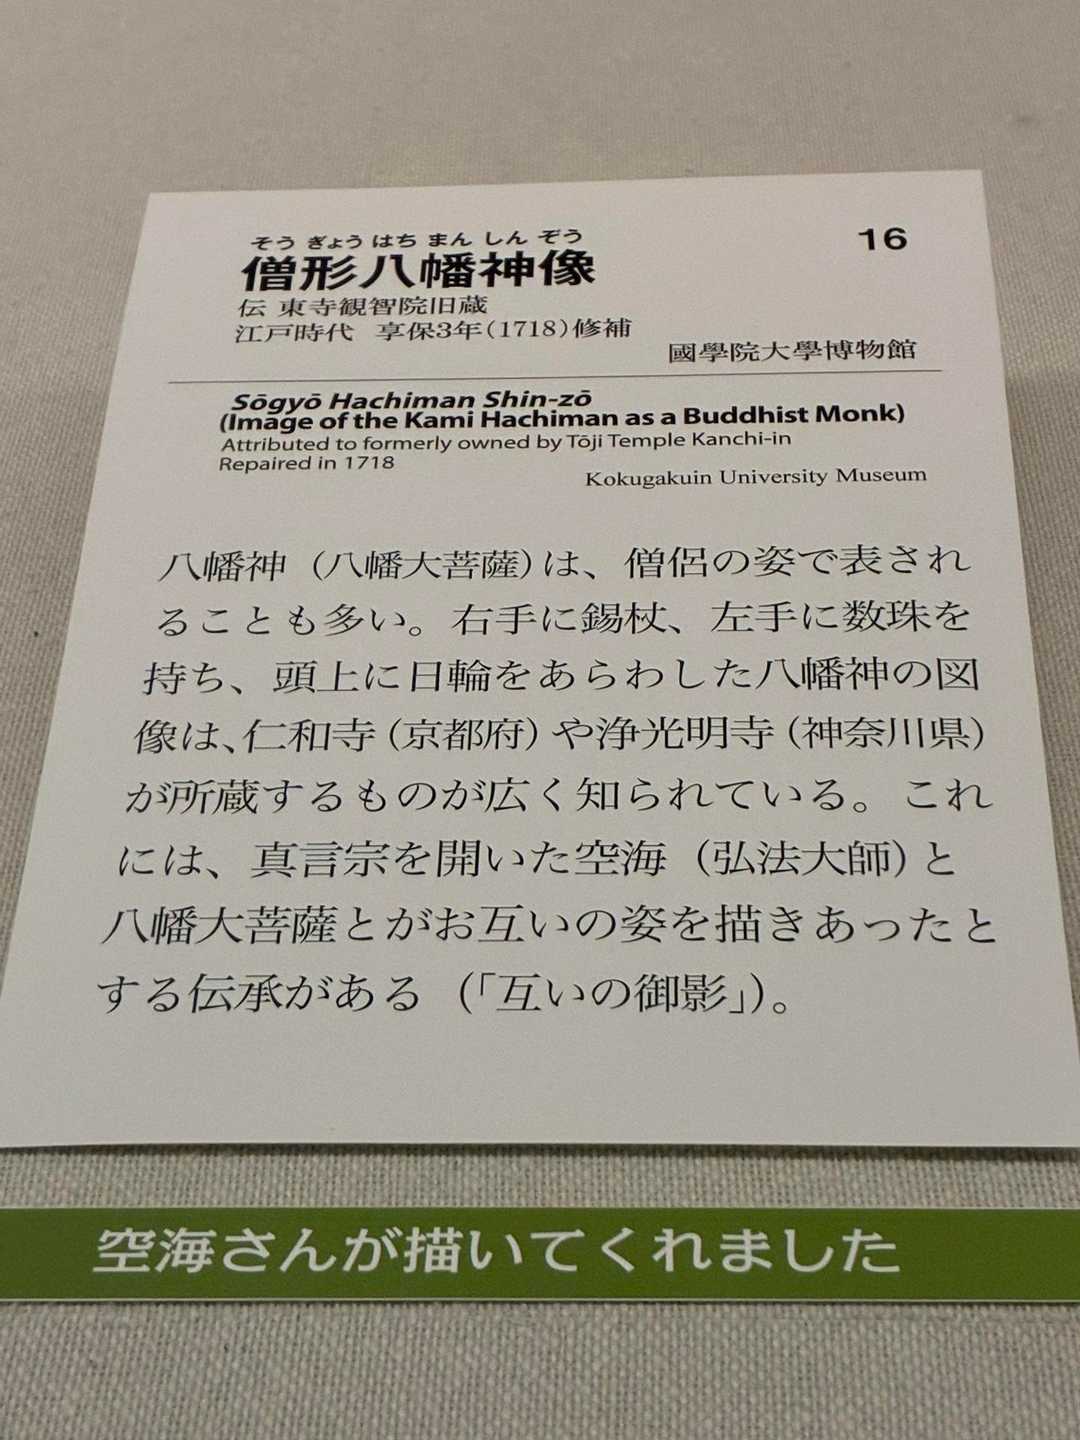 そうぎょうはちまんしんぞう
僧形八幡神像
16
伝 東寺観智院旧蔵
江戸時代 享保3年(1718)修補
國學院大學博物館
Sōgyō Hachiman Shin-zō
(Image of the Kami Hachiman as a Buddhist Monk)
Attributed to formerly owned by Tōji Temple Kanchi-in
Repaired in 1718
Kokugakuin University Museum
八幡神(八幡大菩薩)は、僧侶の姿で表され
ることも多い。右手に錫杖、左手に数珠を
持ち、頭上に日輪をあらわした八幡神の図
像は、仁和寺(京都府)や浄光明寺(神奈川県)
が所蔵するものが広く知られている。これ
には、真言宗を開いた空海(弘法大師)と
八幡大菩薩とがお互いの姿を描きあったと
する伝承がある(「互いの御影」)。
空海さんが描いてくれました